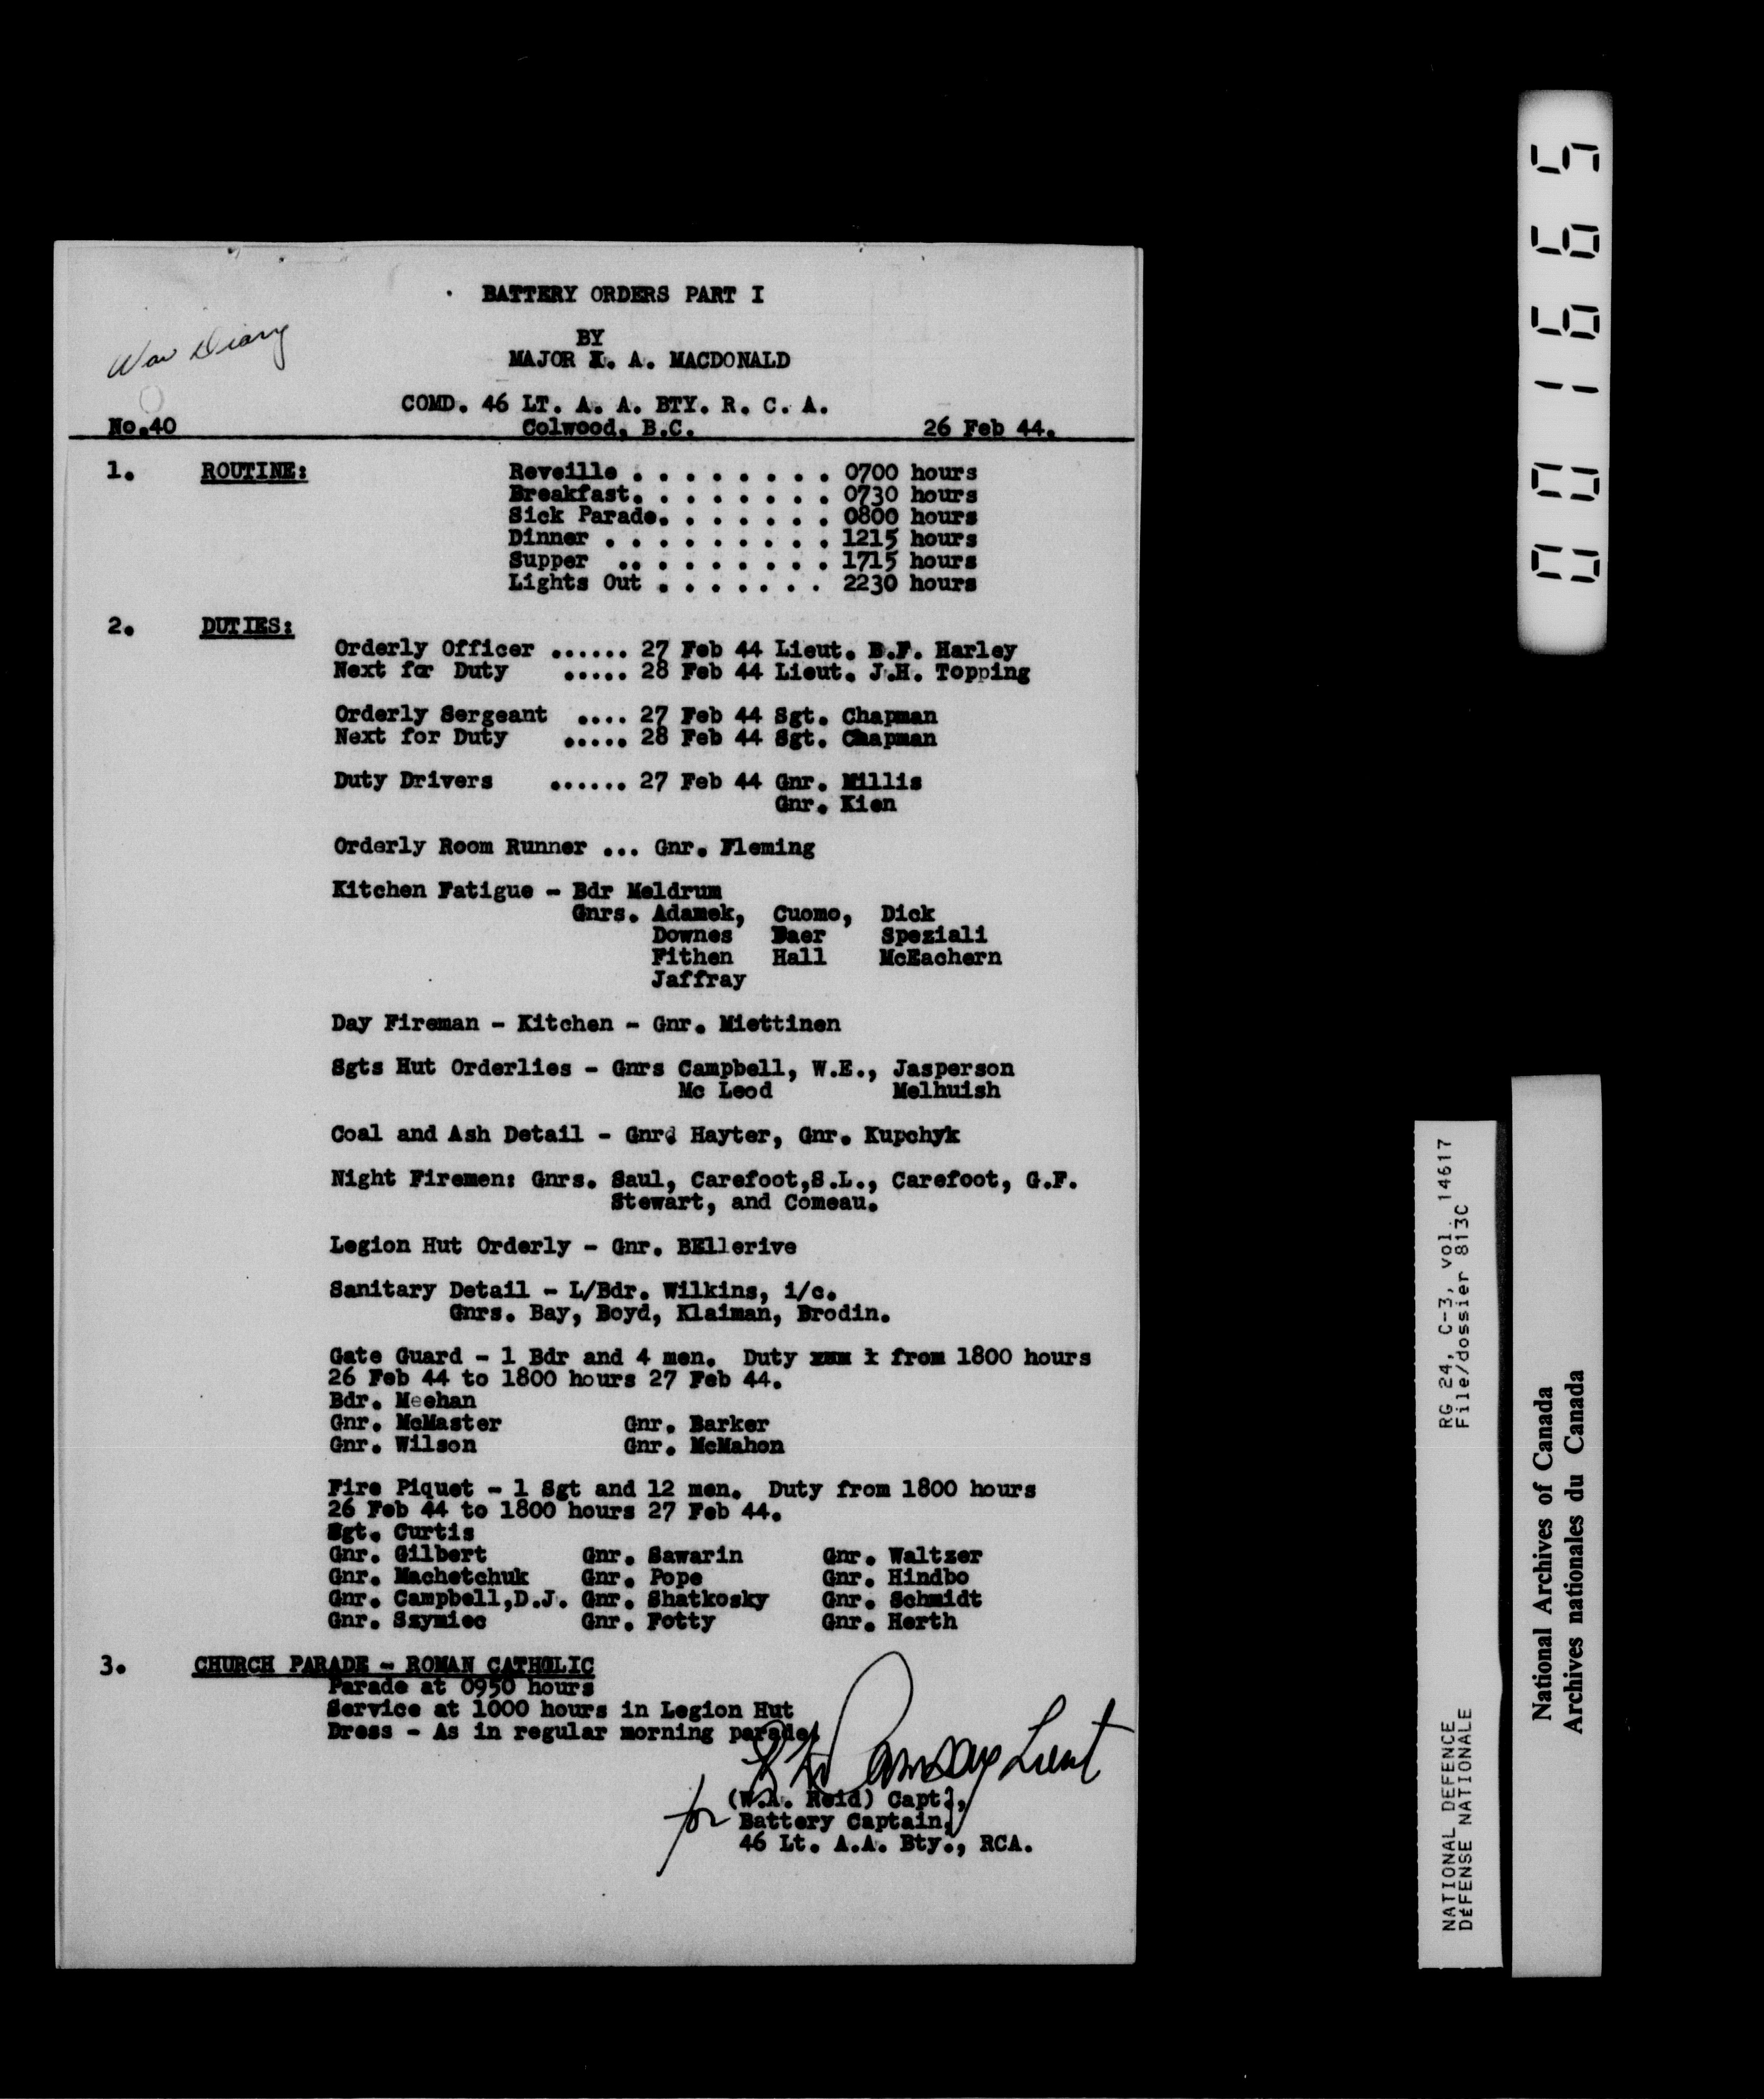 BATTERY ORDERS PART I
War Diary
BY
MAJOR A. MACDONALD
COMD. 46 LT. A. A. BTY. R. C. A.
No.40 Colwood, B.C. 26 Feb 44.
1. ROUTINE: Reveille . . . . . . . . 0700 hours
Breakfast. . . . . . . . 0730 hours
Sick Parade. . . . . . . 0800 hours
Dinner . . . . . . . . . 1215 hours
Supper .. . . . . . . . 1715 hours
Lights Out . . . . . . . 2230 hours
2. DUTIES:
Orderly Officer ...... 27 Feb 44 Lieut. B.F. Harley
Next for Duty ..... 28 Feb 44 Lieut. J.H. Topping
Orderly Sergeant .... 27 Feb 44 Sgt. Chapman
Next for Duty ..... 28 Feb 44 Sgt. Chapman
Duty Drivers ...... 27 Feb 44 Gnr. Millis
Gnr. Kien
Orderly Room Runner ... Gnr. Fleming
Kitchen Fatigue - Bdr Meldrum
Gnrs. Adamek, Cuomo, Dick
Downes Baer Speziali
Fithen Hall McEachern
Jaffray
Day Fireman - Kitchen - Gnr. Miettinen
Sgts Hut Orderlies - Gnrs Campbell, W.E., Jasperson
Mc Leod Melhuish
Coal and Ash Detail - Gnrd Hayter, Gnr. Kupchyk
Night Firemen: Gnrs. Saul, Carefoot,S.L., Carefoot, G.F.
Stewart, and Comeau.
Legion Hut Orderly - Gnr. BEllerive
Sanitary Detail - L/Bdr. Wilkins, i/c.
Gnrs. Bay, Boyd, Klaiman, Brodin.
Gate Guard - 1 Bdr and 4 men. Duty from 1800 hours
26 Feb 44 to 1800 hours 27 Feb 44.
Bdr. Meehan
Gnr. McMaster Gnr. Barker
Gnr. Wilson Gnr. McMahon
Fire Piquet - 1 Sgt and 12 men. Duty from 1800 hours
26 Feb 44 to 1800 hours 27 Feb 44.
Sgt. Curtis
Gnr. Gilbert Gnr. Sawarin Gnr. Waltzer
Gnr. Machetchuk Gnr. Pope Gnr. Hindbo
Gnr. Campbell,D.J. Gnr. Shatkosky Gnr. Schmidt
Gnr. Szymiec Gnr. Fotty Gnr. Herth
3. CHURCH PARADE - ROMAN CATHOLIC
Parade at 0950 hours
Service at 1000 hours in Legion Hut
Dress - As in regular morning parade.
Ramsay Lieut
for (W.A. Reid) Capt.,
Battery Captain,
46 Lt. A.A. Bty., RCA.
001665
NATIONAL DEFENCE RG 24, C-3, vol. 14617
DÉFENSE NATIONALE File/dossier 813C
National Archives of Canada
Archives nationales du Canada